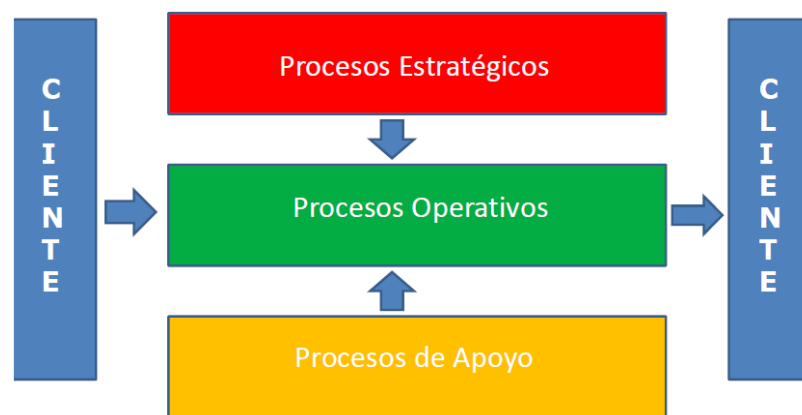 CLIENTE
Procesos Estratégicos
Procesos Operativos
Procesos de Apoyo
CLIENTE